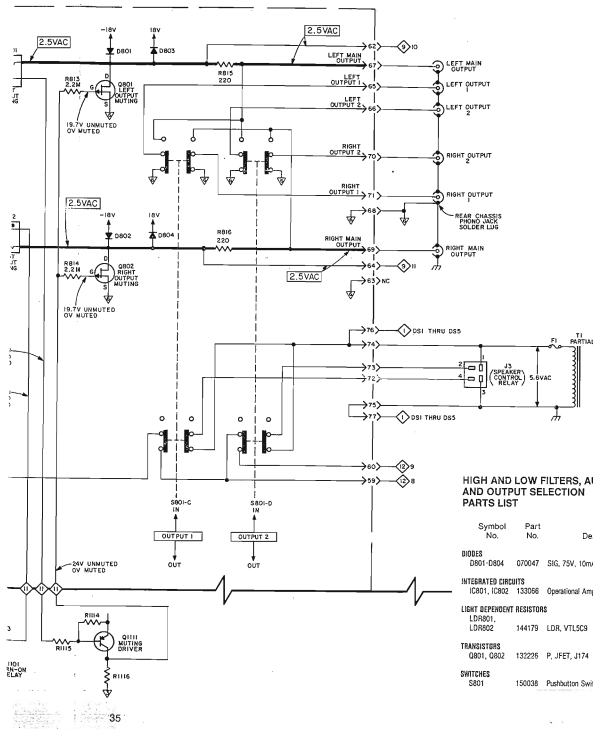 -18V 18V
2.5VAC
D801 D803
2.5VAC
62 9 10
LEFT MAIN OUTPUT 67 LEFT MAIN OUTPUT
R813 2.2M
D
G
S
Q801 LEFT OUTPUT MUTING
R815 220
LEFT OUTPUT 1 65 LEFT OUTPUT 1
LEFT OUTPUT 2 66 LEFT OUTPUT 2
19.7V UNMUTED
0V MUTED
RIGHT OUTPUT 2 70 RIGHT OUTPUT 2
RIGHT OUTPUT 1 71 RIGHT OUTPUT 1
68
REAR CHASSIS PHONO JACK SOLDER LUG
2.5VAC
-18V 18V
D802 D804
R816 220
RIGHT MAIN OUTPUT 69 RIGHT MAIN OUTPUT
2.5VAC
64 9 11
R814 2.2M
D
G
S
Q802 RIGHT OUTPUT MUTING
63 NC
19.7V UNMUTED
0V MUTED
76 1 DS1 THRU DS5
74
F1
T1
PARTIAL
73
72
2 4 1 3
J3 (SPEAKER CONTROL RELAY)
5.6VAC
75
77 1 DS1 THRU DS5
60 12 9
59 12 8
S801-C IN
S801-D IN
OUTPUT 1
OUTPUT 2
OUT
OUT
24V UNMUTED
0V MUTED
11 11 11
R1114
R1115
Q1111 MUTING DRIVER
R1116
HIGH AND LOW FILTERS, AU
AND OUTPUT SELECTION
PARTS LIST
Symbol No. Part No. De
DIODES
D801-D804 070047 SIG, 75V, 10m
INTEGRATED CIRCUITS
IC801, IC802 133066 Operational Amp
LIGHT DEPENDENT RESISTORS
LDR801,
LDR802 144179 LDR, VTL5C9
TRANSISTORS
Q801, Q802 132226 P, JFET, J174
SWITCHES
S801 150038 Pushbutton Swit
35